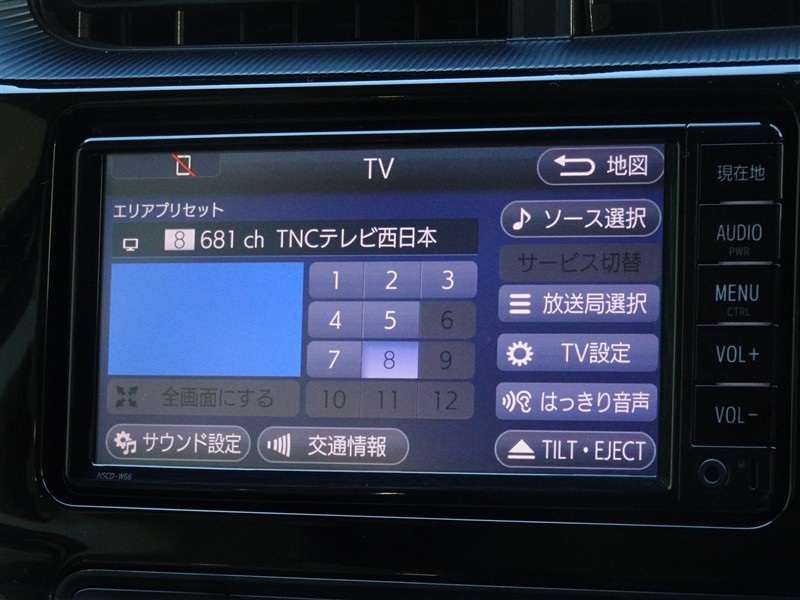 TV
地図
エリアプリセット
8 681 ch TNCテレビ西日本
ソース選択
サービス切替
1 2 3
放送局選択
4 5 6
7 8 9
TV設定
全画面にする
10 11 12
はっきり音声
サウンド設定
交通情報
TILT・EJECT
NSCD-W66
現在地
AUDIO
PWR
MENU
CTRL
VOL+
VOL-